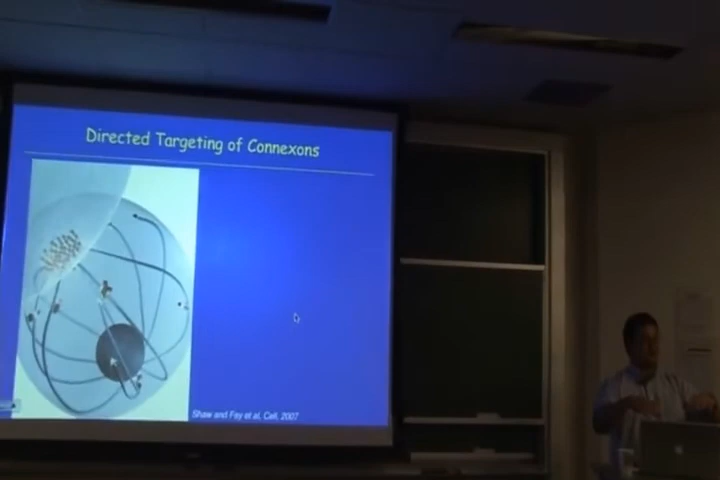 Directed Targeting of Connexons
Shaw and Fay et al, Cell, 2007